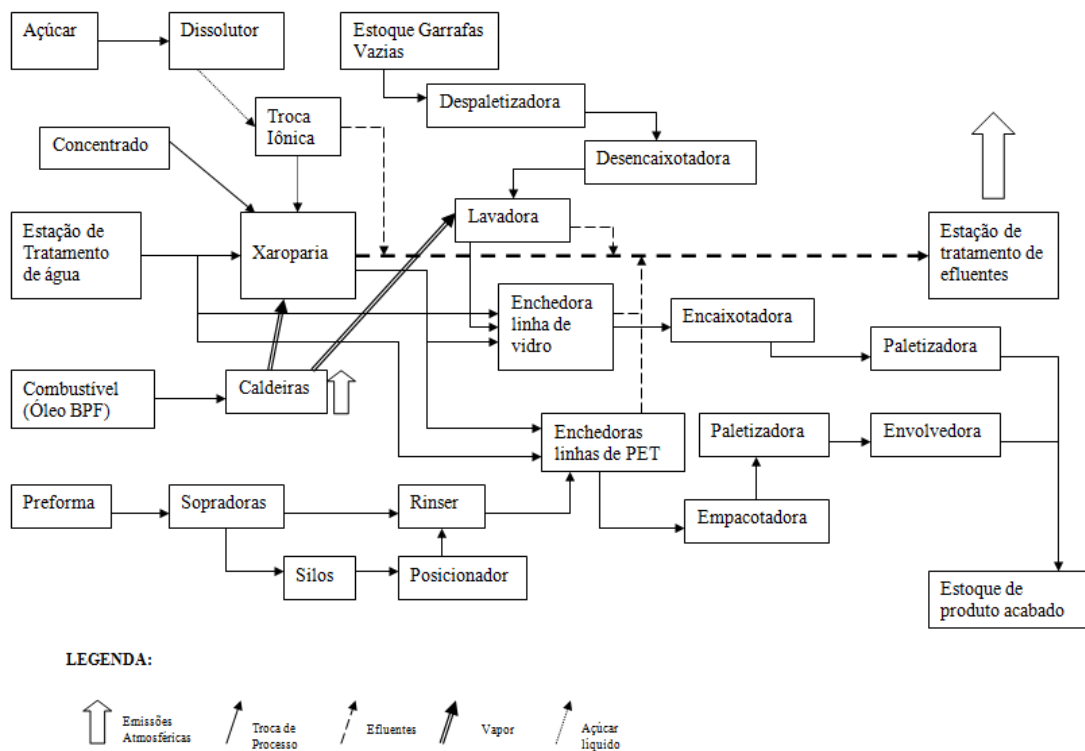 Açúcar
Dissolutor
Estoque Garrafas
Vazias
Despaletizadora
Troca
Iônica
Concentrado
Desencaixotadora
Lavadora
Estação de
Tratamento
de água
Xaroparia
Estação de
tratamento de
efluentes
Enchedora
linha de
vidro
Encaixotadora
Paletizadora
Combustível
(Óleo BPF)
Caldeiras
Enchedoras
linhas de PET
Paletizadora
Envolvedora
Preforma
Sopradoras
Rinser
Empacotadora
Silos
Posicionador
Estoque de
produto acabado
LEGENDA:
Emissões
Atmosféricas
Troca de
Processo
Efluentes
Vapor
Açúcar
líquido